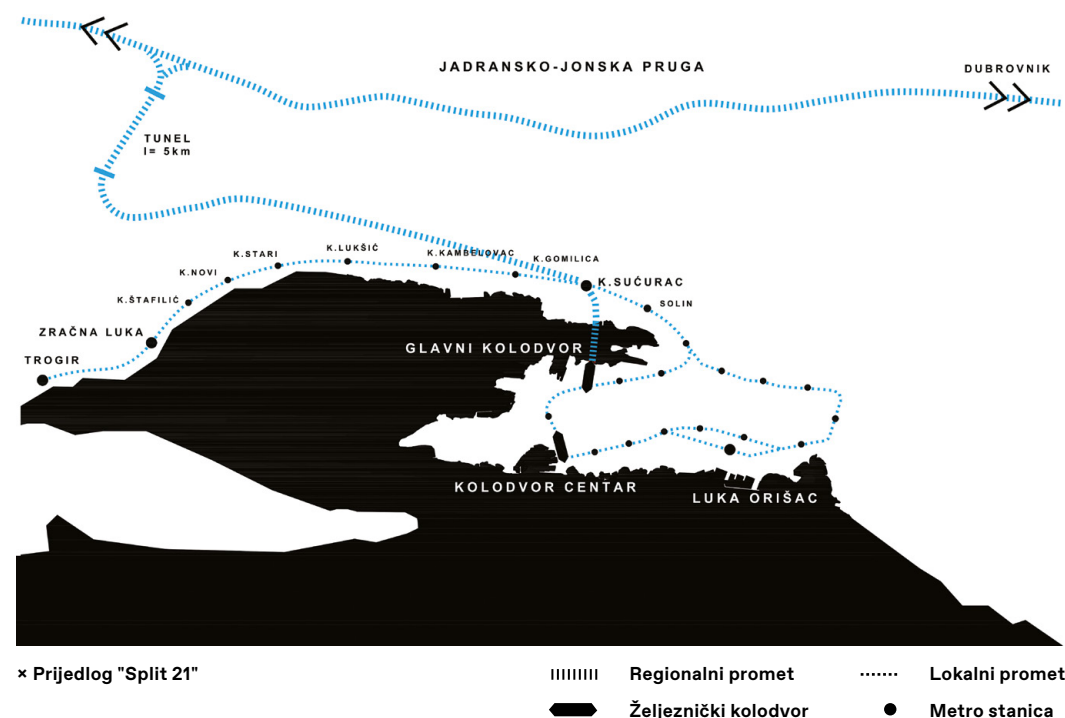 JADRANSKO-JONSKA PRUGA
DUBROVNIK
TUNEL
l= 5km
K.STARI
K.LUKŠIĆ
K.KAMBELOVAC
K.GOMILICA
K.NOVI
K.SUĆURAC
K.ŠTAFILIĆ
SOLIN
ZRAČNA LUKA
GLAVNI KOLODVOR
TROGIR
KOLODVOR CENTAR
LUKA ORIŠAC
× Prijedlog "Split 21"
Regionalni promet
Lokalni promet
Željeznički kolodvor
Metro stanica